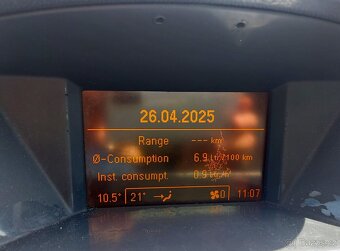 26.04.2025
Range --- km
Ø-Consumption 6.9 Ltr/100 km
Inst. consumpt. 0.9 Ltr/h
10.5° 21° 0 11:07